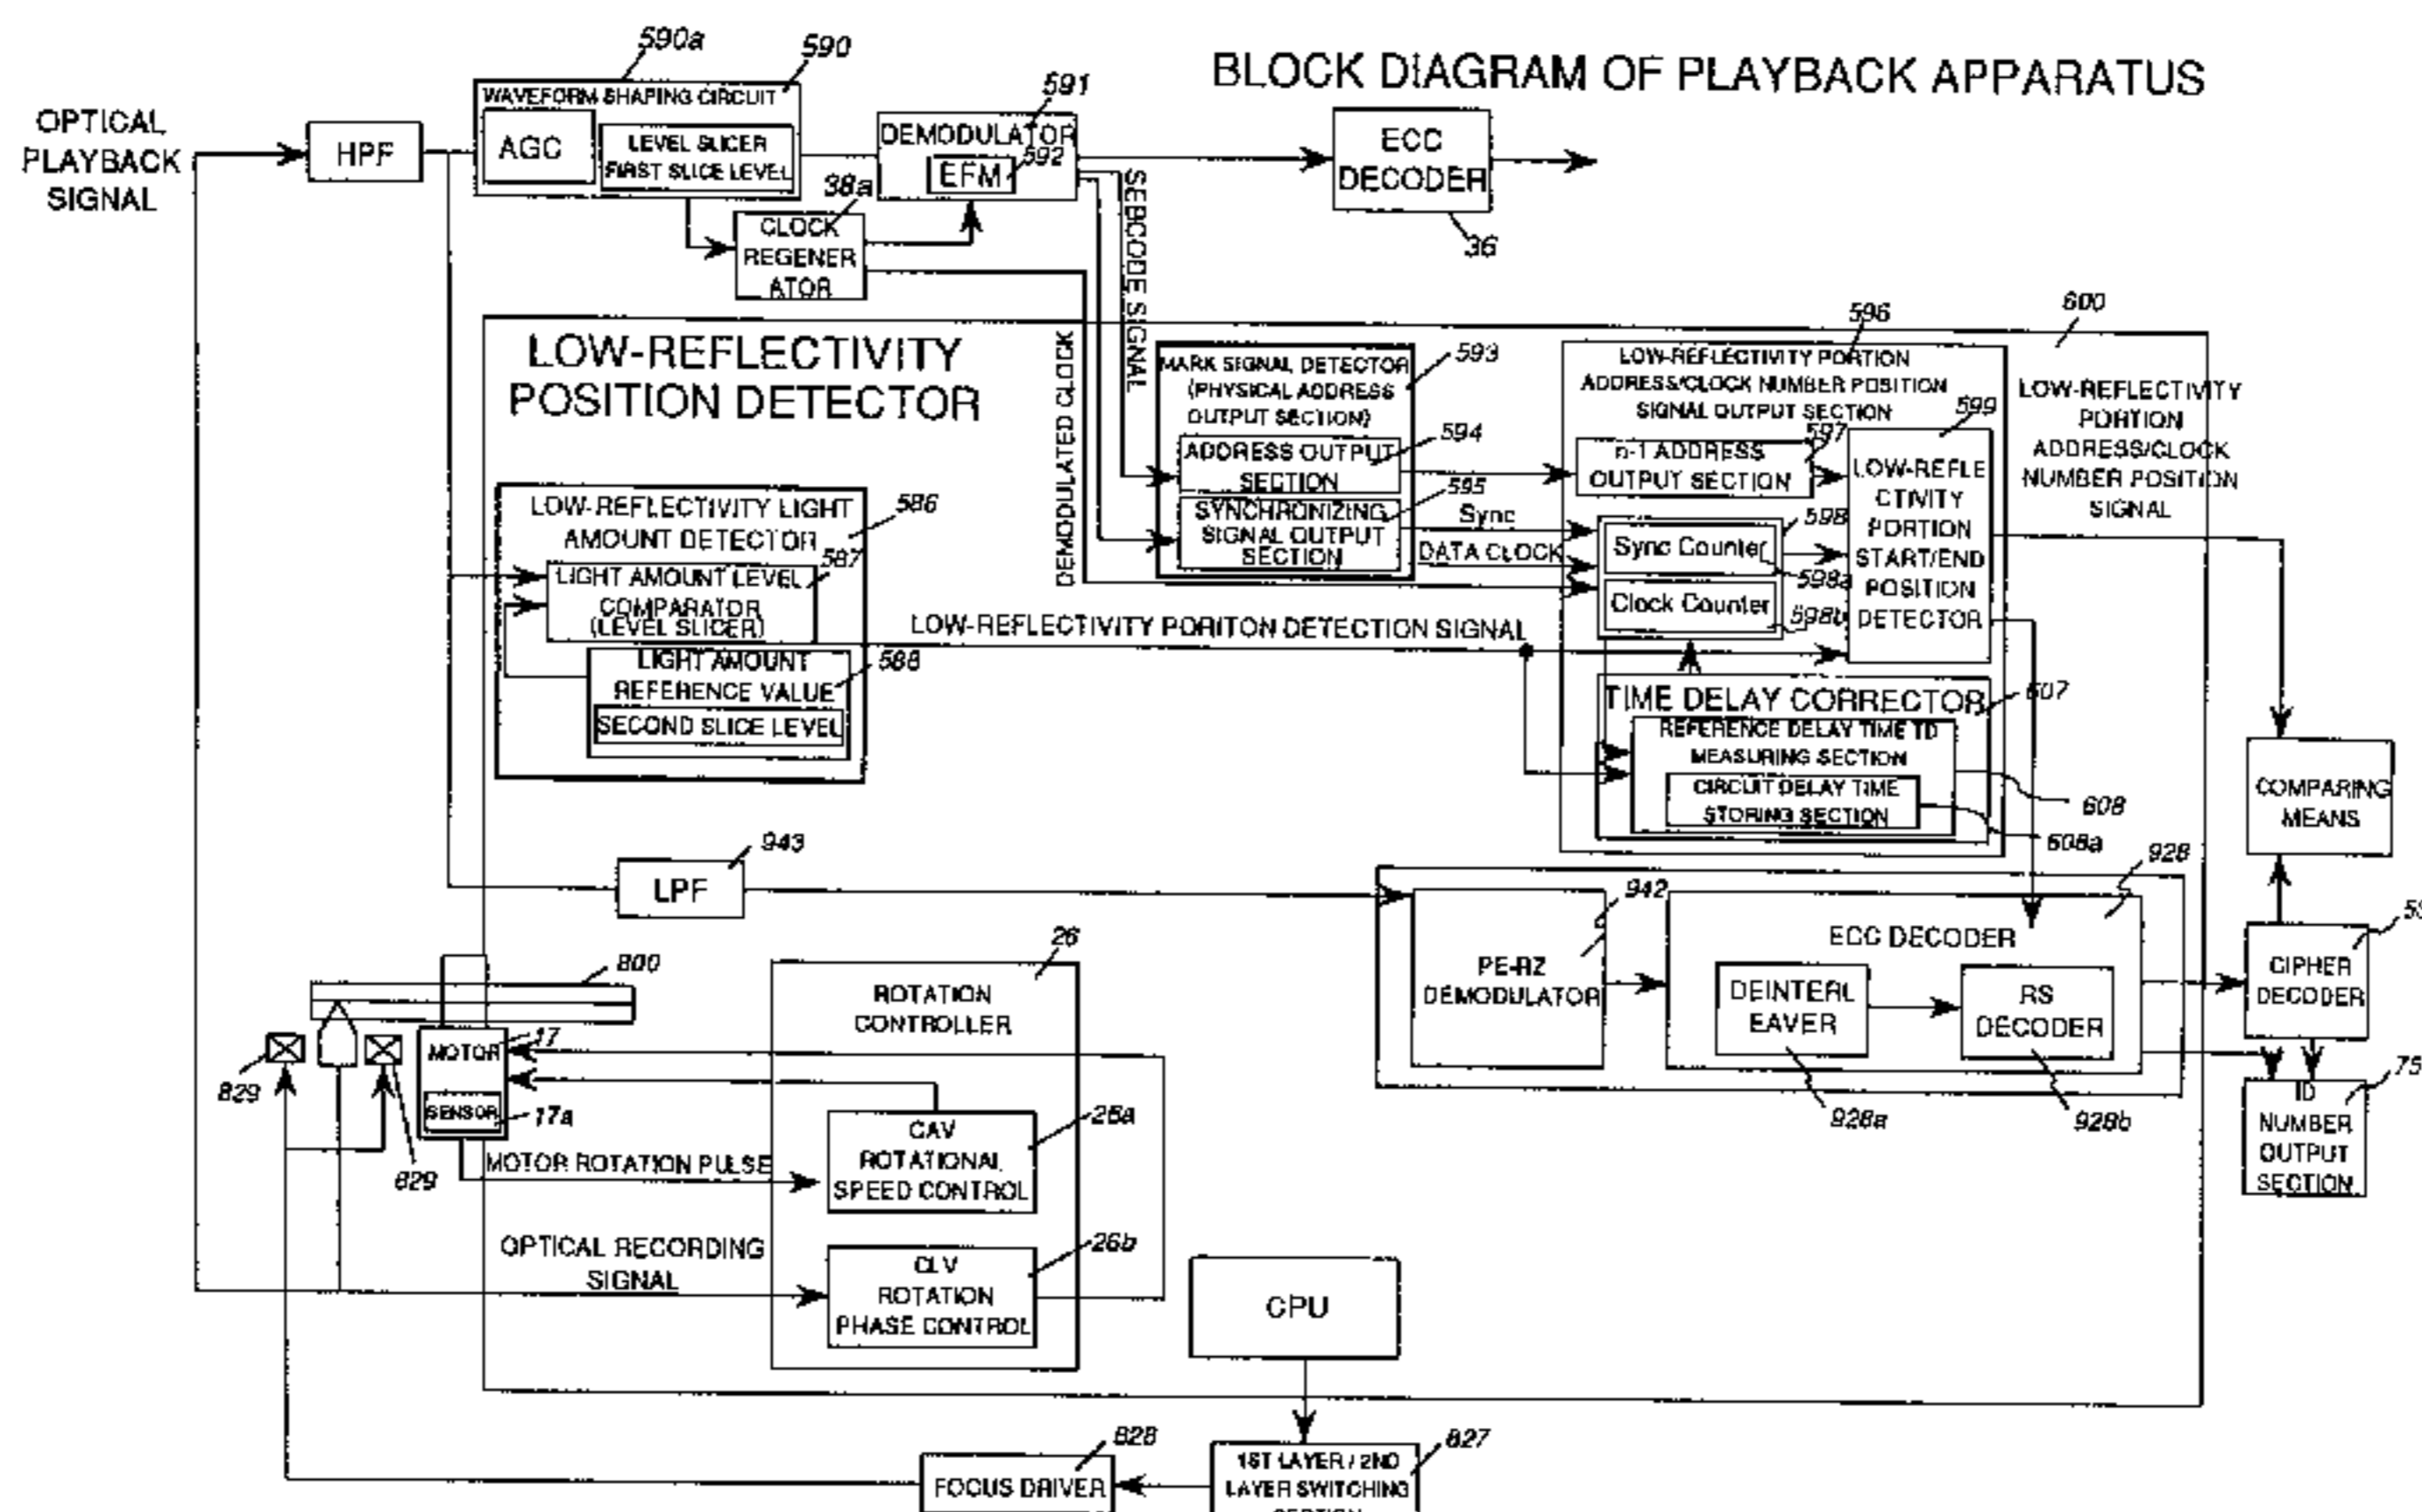 BLOCK DIAGRAM OF PLAYBACK APPARATUS
590a
590
591
OPTICAL
PLAYBACK
SIGNAL
HPF
WAVEFORM SHAPING CIRCUIT
AGC
LEVEL SLICER
FIRST SLICE LEVEL
DEMODULATOR
592
EFM
ECC
DECODER
36
38a
CLOCK
REGENER
ATOR
SEBCODE SIGNAL
DEMODULATED CLOCK
600
LOW-REFLECTIVITY
POSITION DETECTOR
MARK SIGNAL DETECTOR
(PHYSICAL ADDRESS
OUTPUT SECTION)
593
ADDRESS OUTPUT
SECTION
594
SYNCHRONIZING
SIGNAL OUTPUT
SECTION
595
Sync
DATA CLOCK
596
LOW-REFLECTIVITY PORTION
ADDRESS/CLOCK NUMBER POSITION
SIGNAL OUTPUT SECTION
597
n-1 ADDRESS
OUTPUT SECTION
599
LOW-REFLE
CTIVITY
PORTION
START/END
POSITION
DETECTOR
598
Sync Counter
598a
Clock Counter
598b
LOW-REFLECTIVITY
PORTION
ADDRESS/CLOCK
NUMBER POSITION
SIGNAL
LOW-REFLECTIVITY LIGHT
AMOUNT DETECTOR
586
LIGHT AMOUNT LEVEL
COMPARATOR
(LEVEL SLICER)
587
LIGHT AMOUNT
REFERENCE VALUE
588
SECOND SLICE LEVEL
LOW-REFLECTIVITY PORITON DETECTION SIGNAL
TIME DELAY CORRECTOR
607
REFERENCE DELAY TIME TD
MEASURING SECTION
608
CIRCUIT DELAY TIME
STORING SECTION
608a
COMPARING
MEANS
943
LPF
942
PE-RZ
DEMODULATOR
928
ECC DECODER
DEINTERL
EAVER
928a
RS
DECODER
928b
CIPHER
DECODER
ID
NUMBER
OUTPUT
SECTION
800
829
829
MOTOR
17
SENSOR
17a
26
ROTATION
CONTROLLER
MOTOR ROTATION PULSE
CAV
ROTATIONAL
SPEED CONTROL
26a
OPTICAL RECORDING
SIGNAL
CLV
ROTATION
PHASE CONTROL
26b
CPU
828
FOCUS DRIVER
827
1ST LAYER / 2ND
LAYER SWITCHING